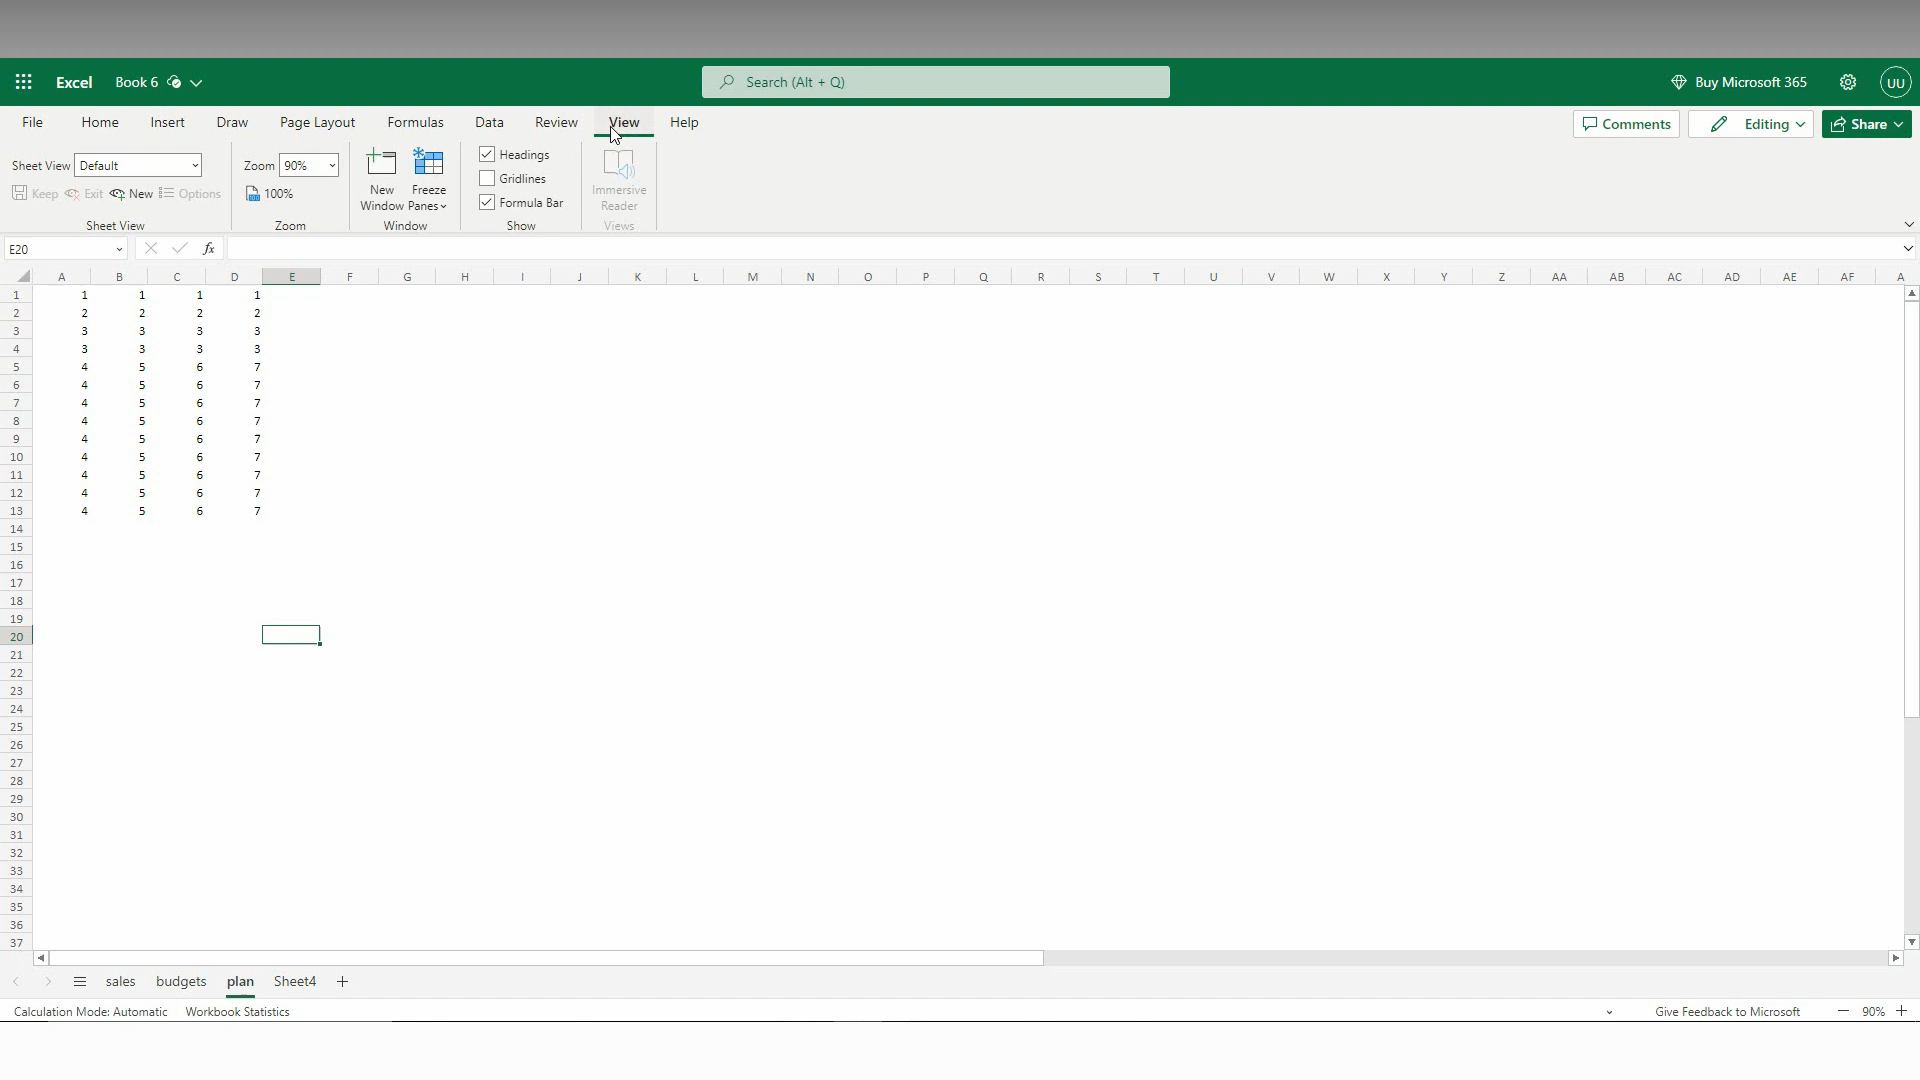 Excel Book 6 Search (Alt + Q) Buy Microsoft 365 UU
File Home Insert Draw Page Layout Formulas Data Review View Help Comments Editing Share
Sheet View Default Zoom 90% Headings
Gridlines
Keep Exit New Options 100% New Window Freeze Panes Formula Bar Immersive Reader
Sheet View Zoom Window Show Views
E20 fx
A B C D E F G H I J K L M N O P Q R S T U V W X Y Z AA AB AC AD AE AF A
1 1 1 1 1
2 2 2 2 2
3 3 3 3 3
4 3 3 3 3
5 4 5 6 7
6 4 5 6 7
7 4 5 6 7
8 4 5 6 7
9 4 5 6 7
10 4 5 6 7
11 4 5 6 7
12 4 5 6 7
13 4 5 6 7
14
15
16
17
18
19
20
21
22
23
24
25
26
27
28
29
30
31
32
33
34
35
36
37
sales budgets plan Sheet4
Calculation Mode: Automatic Workbook Statistics Give Feedback to Microsoft 90%